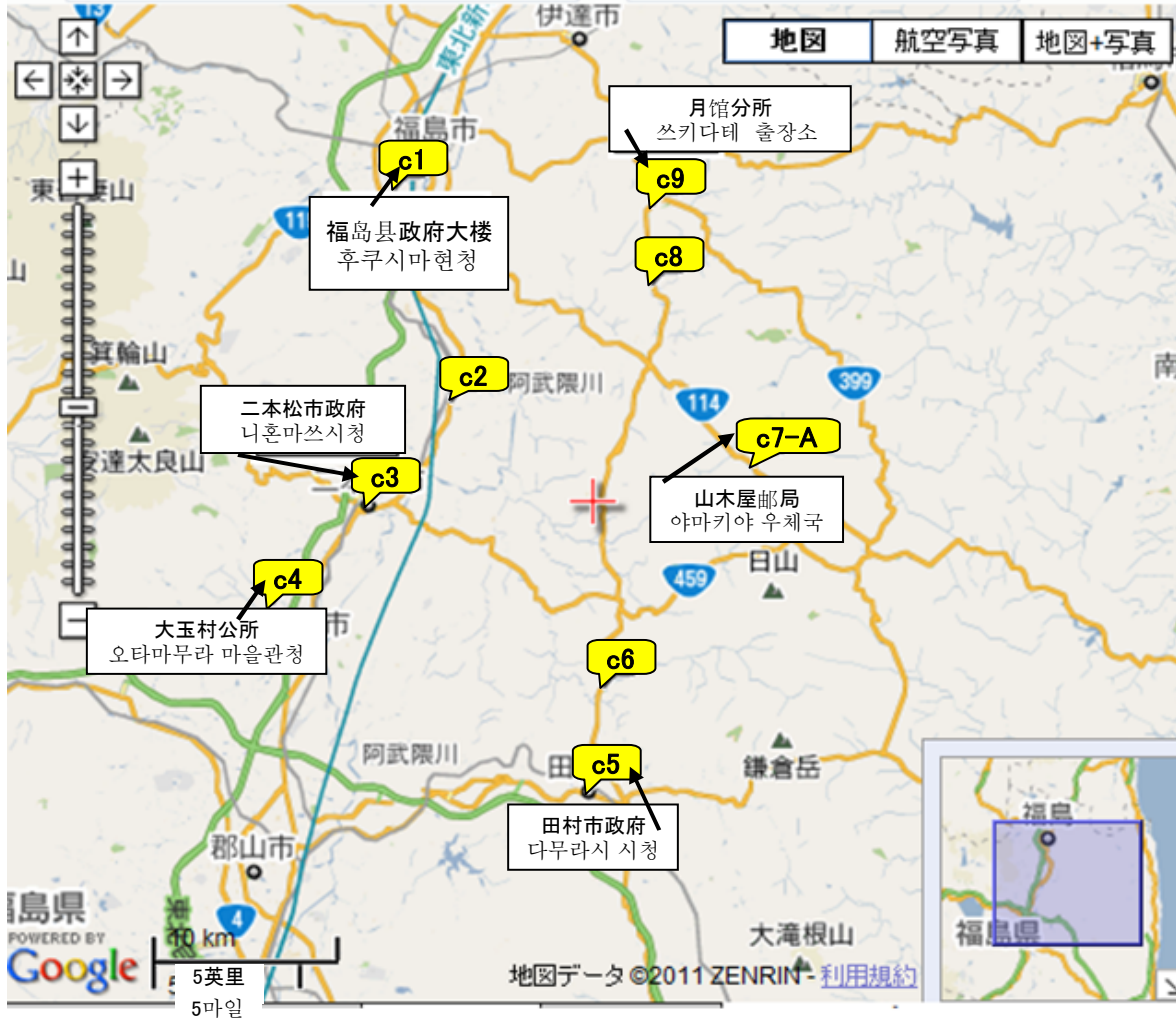 13
伊達市
東北新
地図
航空写真
地図+写真
福島市
月馆分所
쓰키다테 출장소
c1
c9
福岛县政府大楼
후쿠시마현청
c8
山
箕輪山
c2
阿武隈川
399
南
114
二本松市政府
니혼마쓰시청
c7-A
安達太良山
c3
山木屋邮局
야마키야 우체국
日山
459
c4
大玉村公所
오타마무라 마을관청
市
c6
阿武隈川
田
c5
鎌倉岳
田村市政府
다무라시 시청
郡山市
福島
島県
4
POWERED BY
Google
10 km
大滝根山
福島県
5英里
5마일
地図データ ©2011 ZENRIN - 利用規約